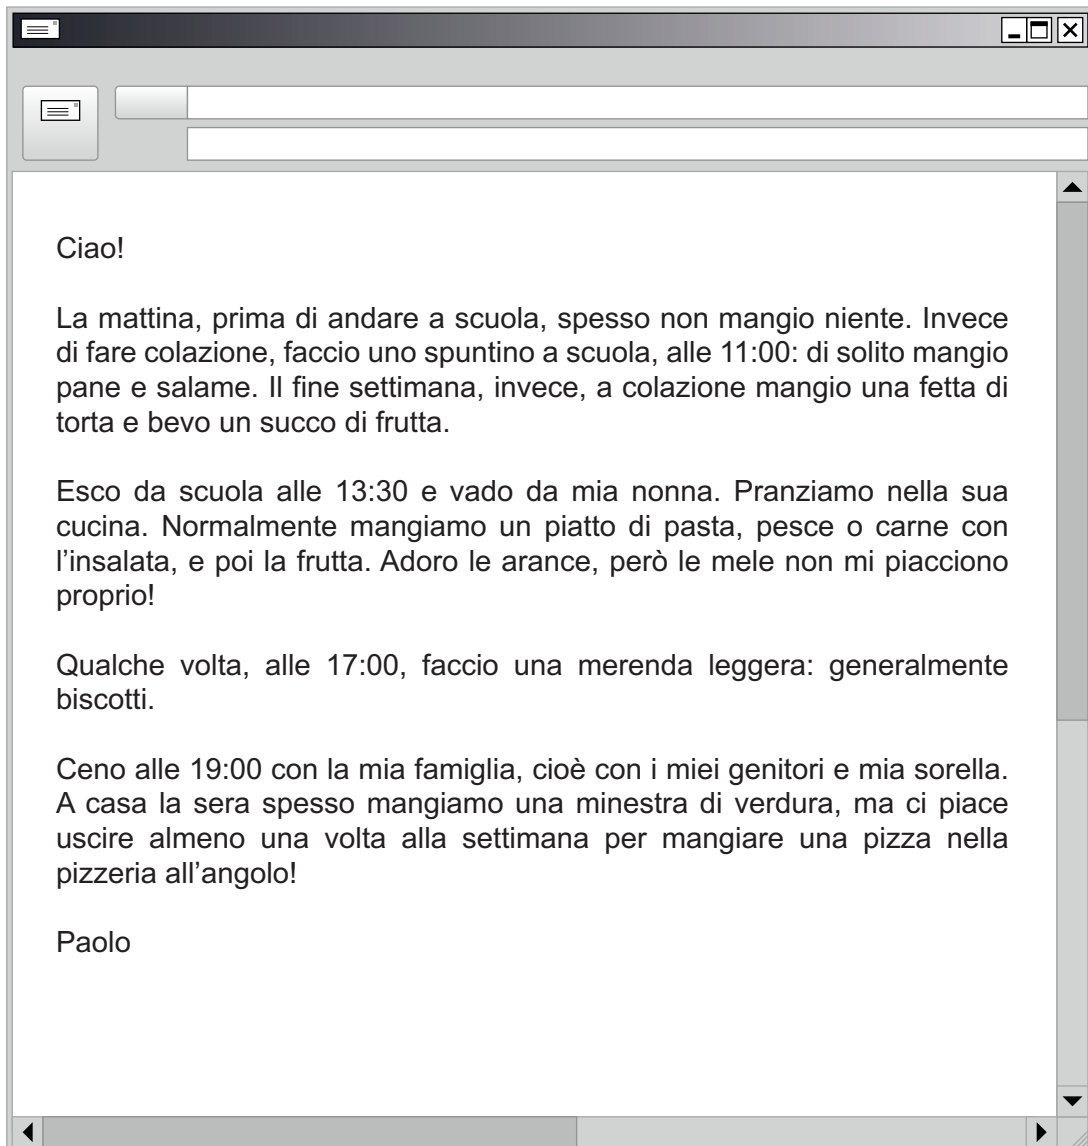 Ciao!
La mattina, prima di andare a scuola, spesso non mangio niente. Invece
di fare colazione, faccio uno spuntino a scuola, alle 11:00: di solito mangio
pane e salame. Il fine settimana, invece, a colazione mangio una fetta di
torta e bevo un succo di frutta.
Esco da scuola alle 13:30 e vado da mia nonna. Pranziamo nella sua
cucina. Normalmente mangiamo un piatto di pasta, pesce o carne con
l’insalata, e poi la frutta. Adoro le arance, però le mele non mi piacciono
proprio!
Qualche volta, alle 17:00, faccio una merenda leggera: generalmente
biscotti.
Ceno alle 19:00 con la mia famiglia, cioè con i miei genitori e mia sorella.
A casa la sera spesso mangiamo una minestra di verdura, ma ci piace
uscire almeno una volta alla settimana per mangiare una pizza nella
pizzeria all’angolo!
Paolo